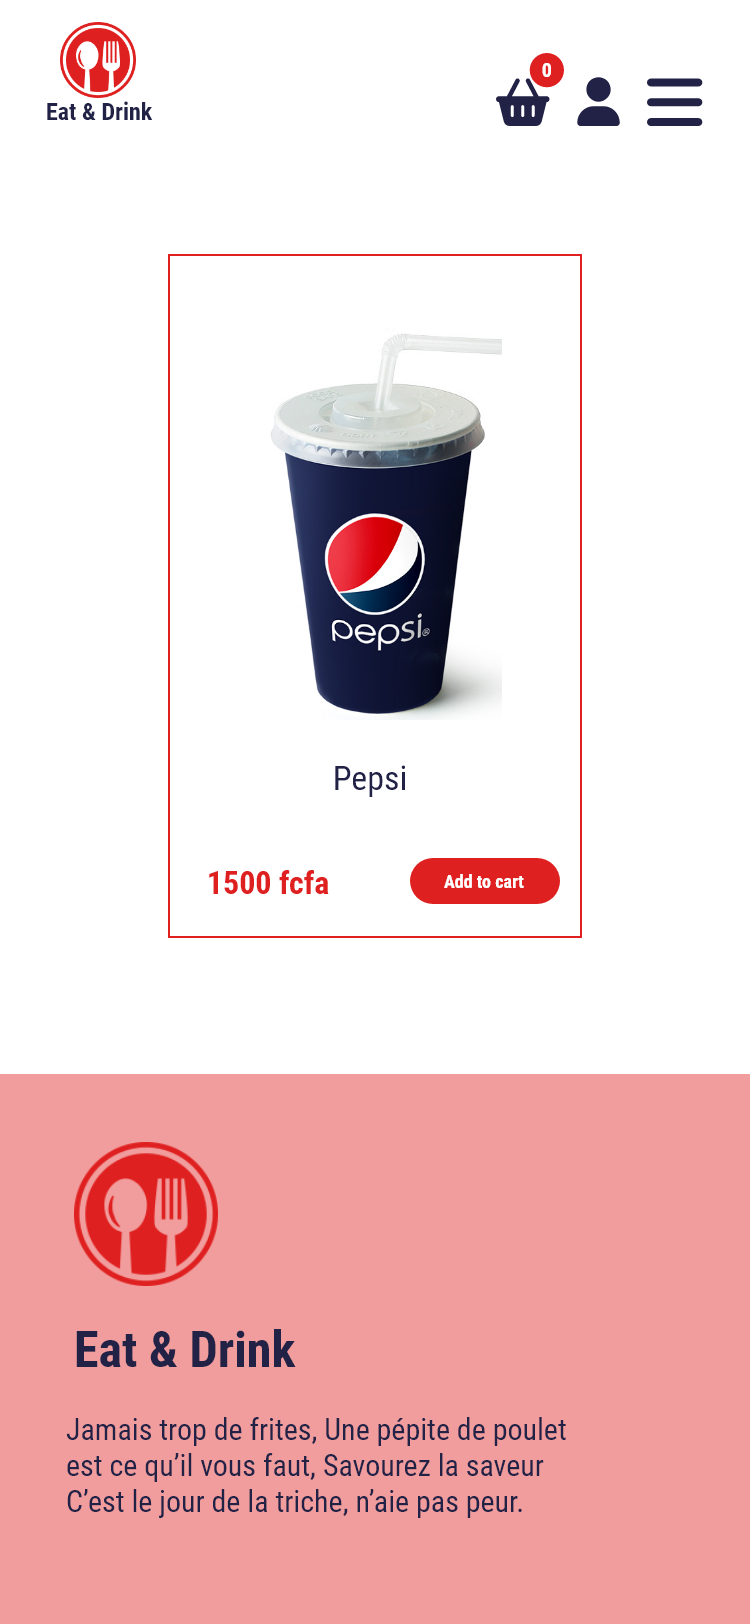 0
Eat & Drink
pepsi®
Pepsi
1500 fcfa
Add to cart
Eat & Drink
Jamais trop de frites, Une pépite de poulet
est ce qu’il vous faut, Savourez la saveur
C’est le jour de la triche, n’aie pas peur.